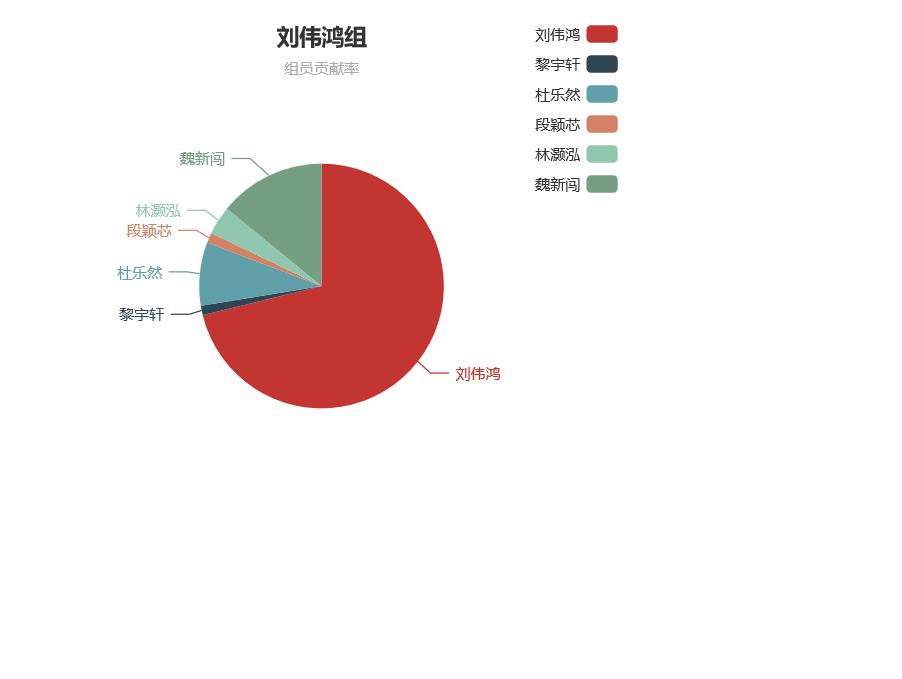 刘伟鸿组
组员贡献率
刘伟鸿
黎宇轩
杜乐然
段颖芯
林灏泓
魏新闯
魏新闯
林灏泓
段颖芯
杜乐然
黎宇轩
刘伟鸿